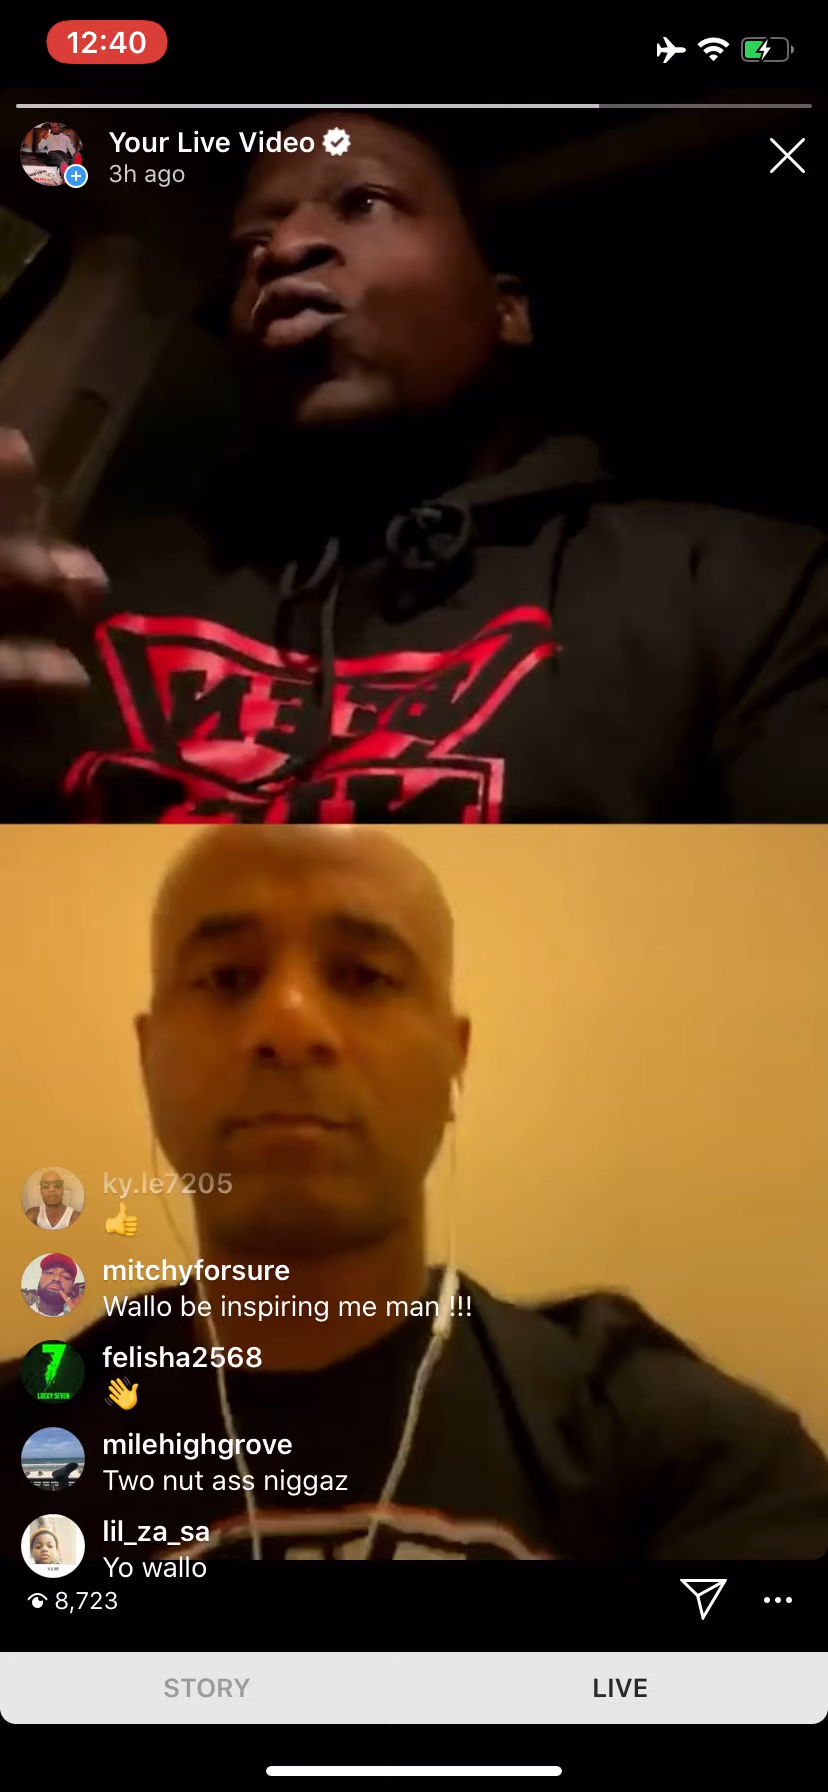 12:40
Your Live Video
3h ago
ky.le7205
👍
mitchyforsure
Wallo be inspiring me man !!!
felisha2568
👋
milehighgrove
Two nut ass niggaz
lil_za_sa
Yo wallo
8,723
STORY
LIVE